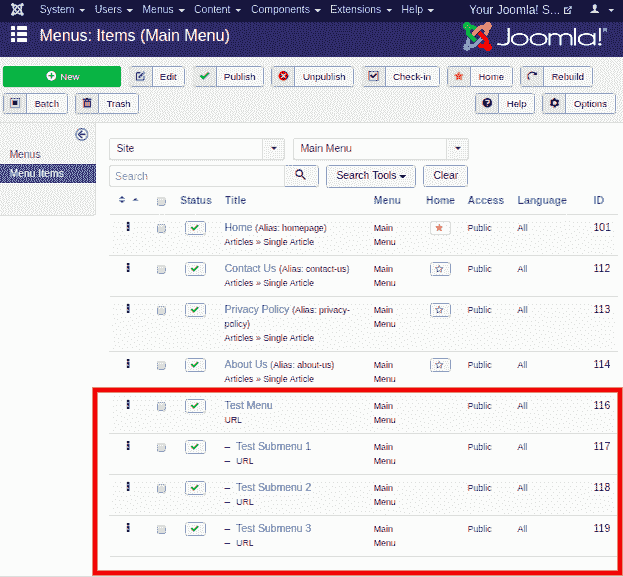 System Users Menus Content Components Extensions Help Your Joomla! S...
Menus: Items (Main Menu) Joomla!®
New Edit Publish Unpublish Check-in Home Rebuild
Batch Trash Help Options
Site Main Menu
Menus
Menu Items
Search Search Tools Clear
Status Title Menu Home Access Language ID
Home (Alias: homepage) Main Public All 101
Articles » Single Article Menu
Contact Us (Alias: contact-us) Main Public All 112
Articles » Single Article Menu
Privacy Policy (Alias: privacy- Main Public All 113
policy) Menu
Articles » Single Article
About Us (Alias: about-us) Main Public All 114
Articles » Single Article Menu
Test Menu Main Public All 116
URL Menu
– Test Submenu 1 Main Public All 117
– URL Menu
– Test Submenu 2 Main Public All 118
– URL Menu
– Test Submenu 3 Main Public All 119
– URL Menu